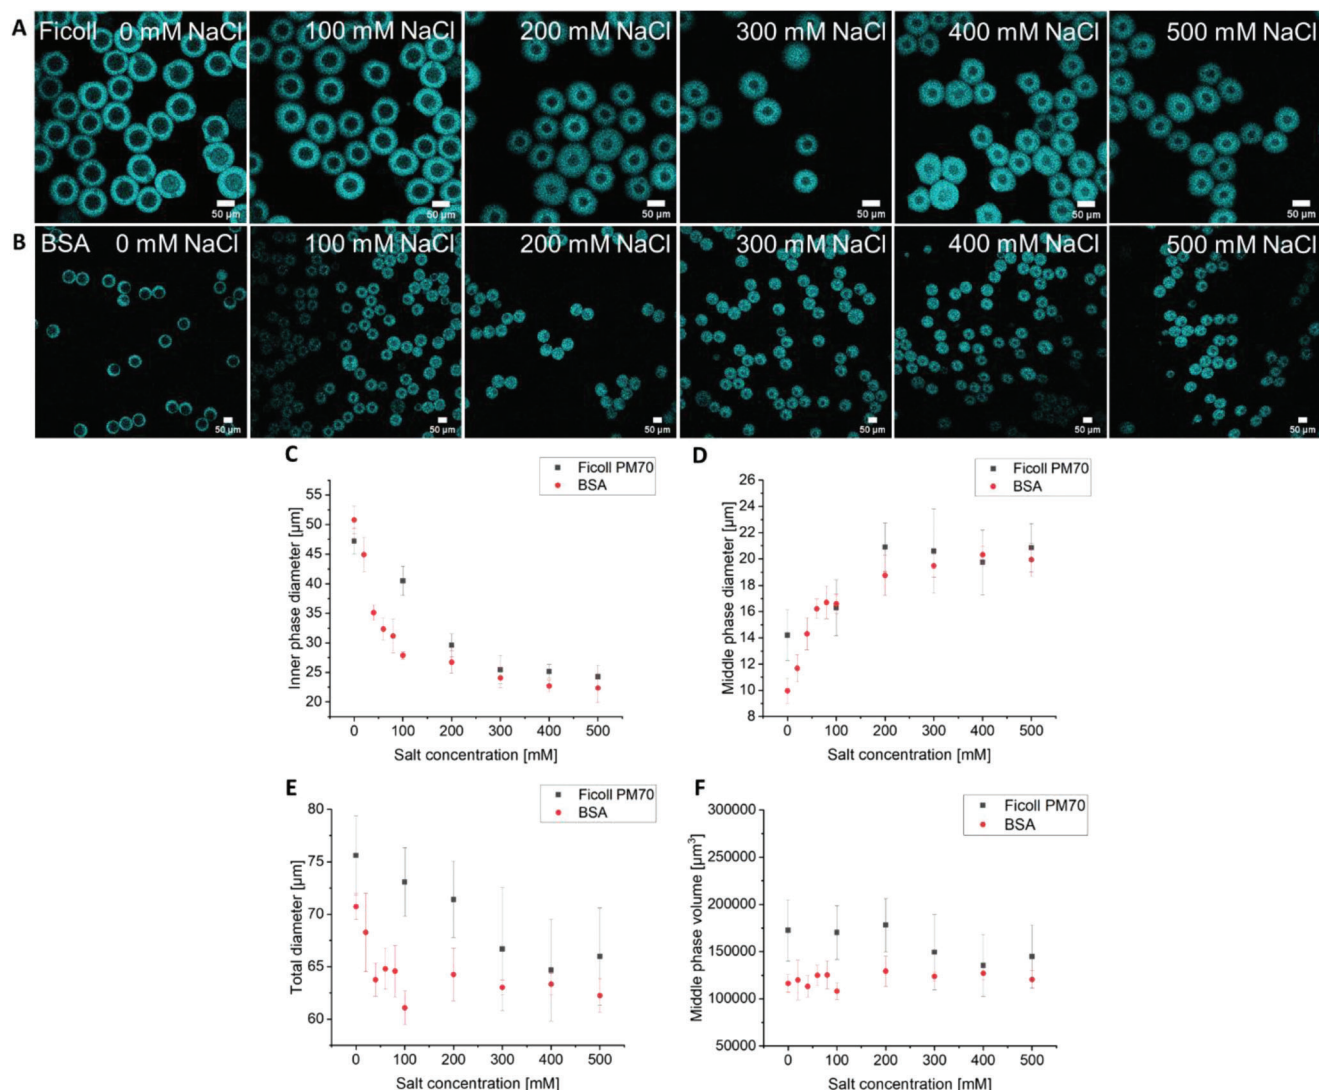 A Ficoll 0 mM NaCl 100 mM NaCl 200 mM NaCl 300 mM NaCl 400 mM NaCl 500 mM NaCl
50 µm 50 µm 50 µm 50 µm 50 µm 50 µm
B BSA 0 mM NaCl 100 mM NaCl 200 mM NaCl 300 mM NaCl 400 mM NaCl 500 mM NaCl
50 µm 50 µm 50 µm 50 µm 50 µm 50 µm
C
Ficoll PM70
BSA
Inner phase diameter [µm]
55
50
45
40
35
30
25
20
0 100 200 300 400 500
Salt concentration [mM]
D
Ficoll PM70
BSA
Middle phase diameter [µm]
26
24
22
20
18
16
14
12
10
8
0 100 200 300 400 500
Salt concentration [mM]
E
Ficoll PM70
BSA
Total diameter [µm]
80
75
70
65
60
0 100 200 300 400 500
Salt concentration [mM]
F
Ficoll PM70
BSA
Middle phase volume [µm³]
300000
250000
200000
150000
100000
50000
0 100 200 300 400 500
Salt concentration [mM]